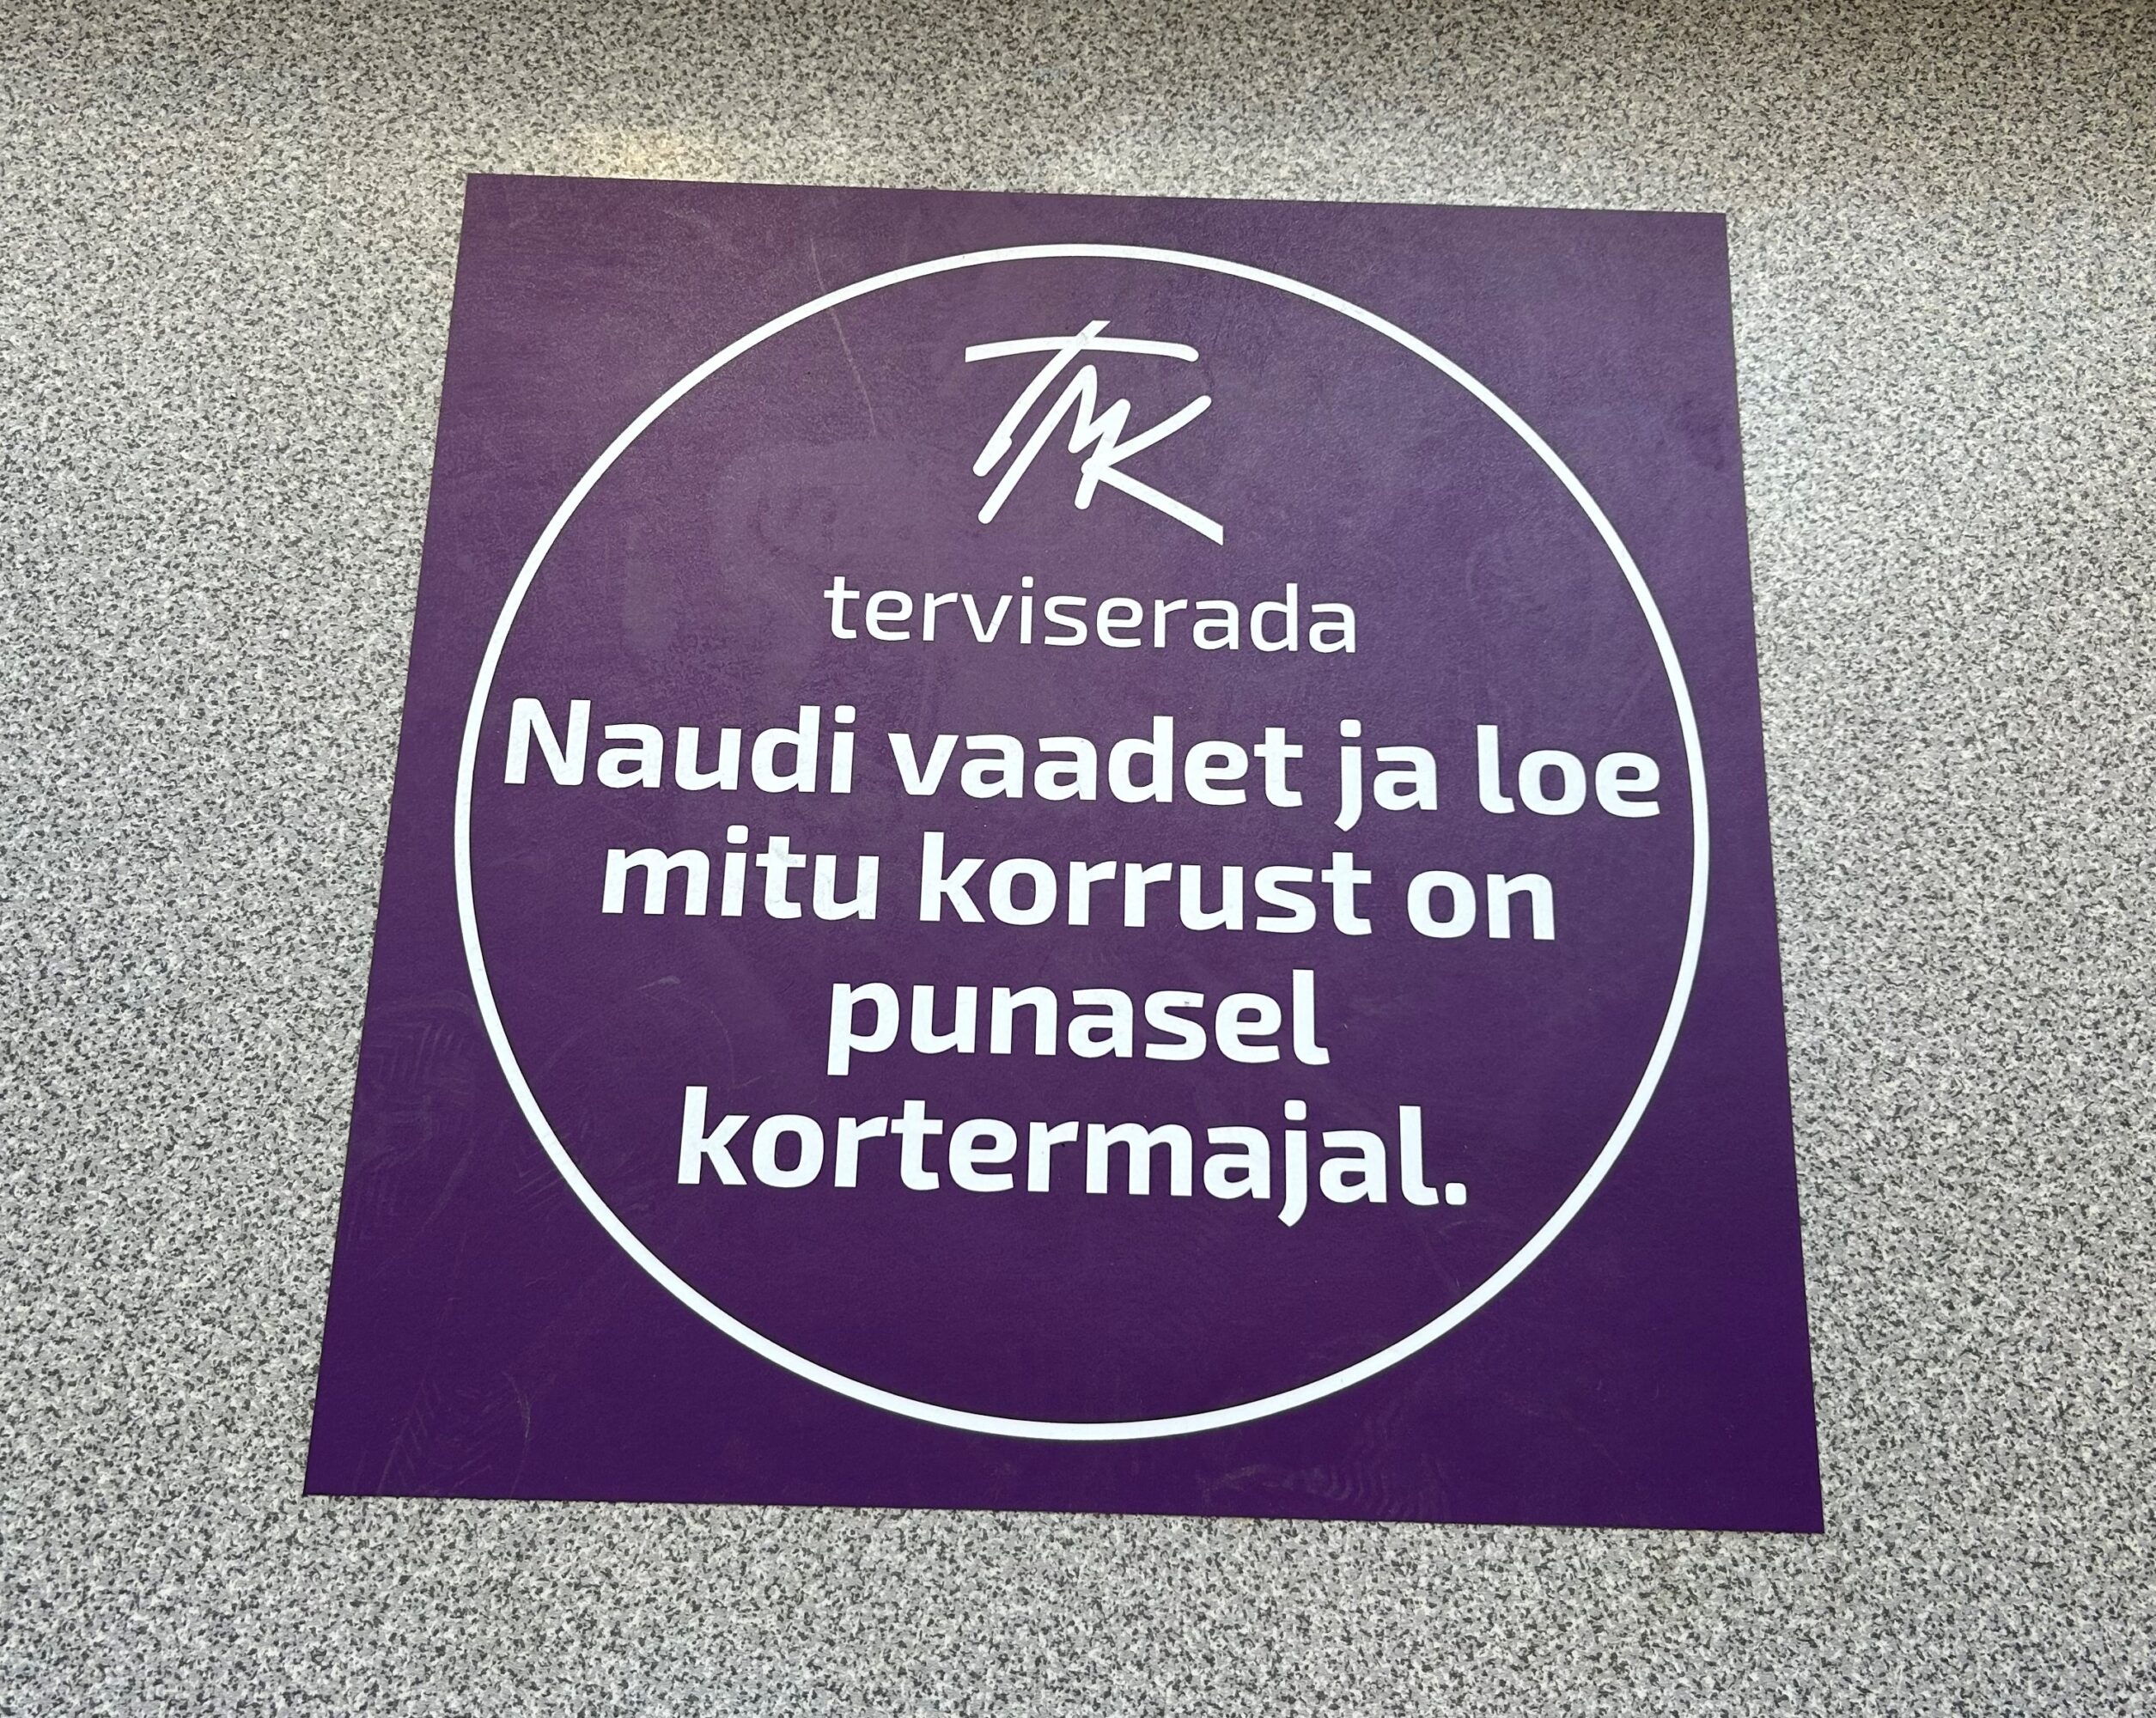 TMK
terviserada
Naudi vaadet ja loe
mitu korrust on
punasel
kortermajal.